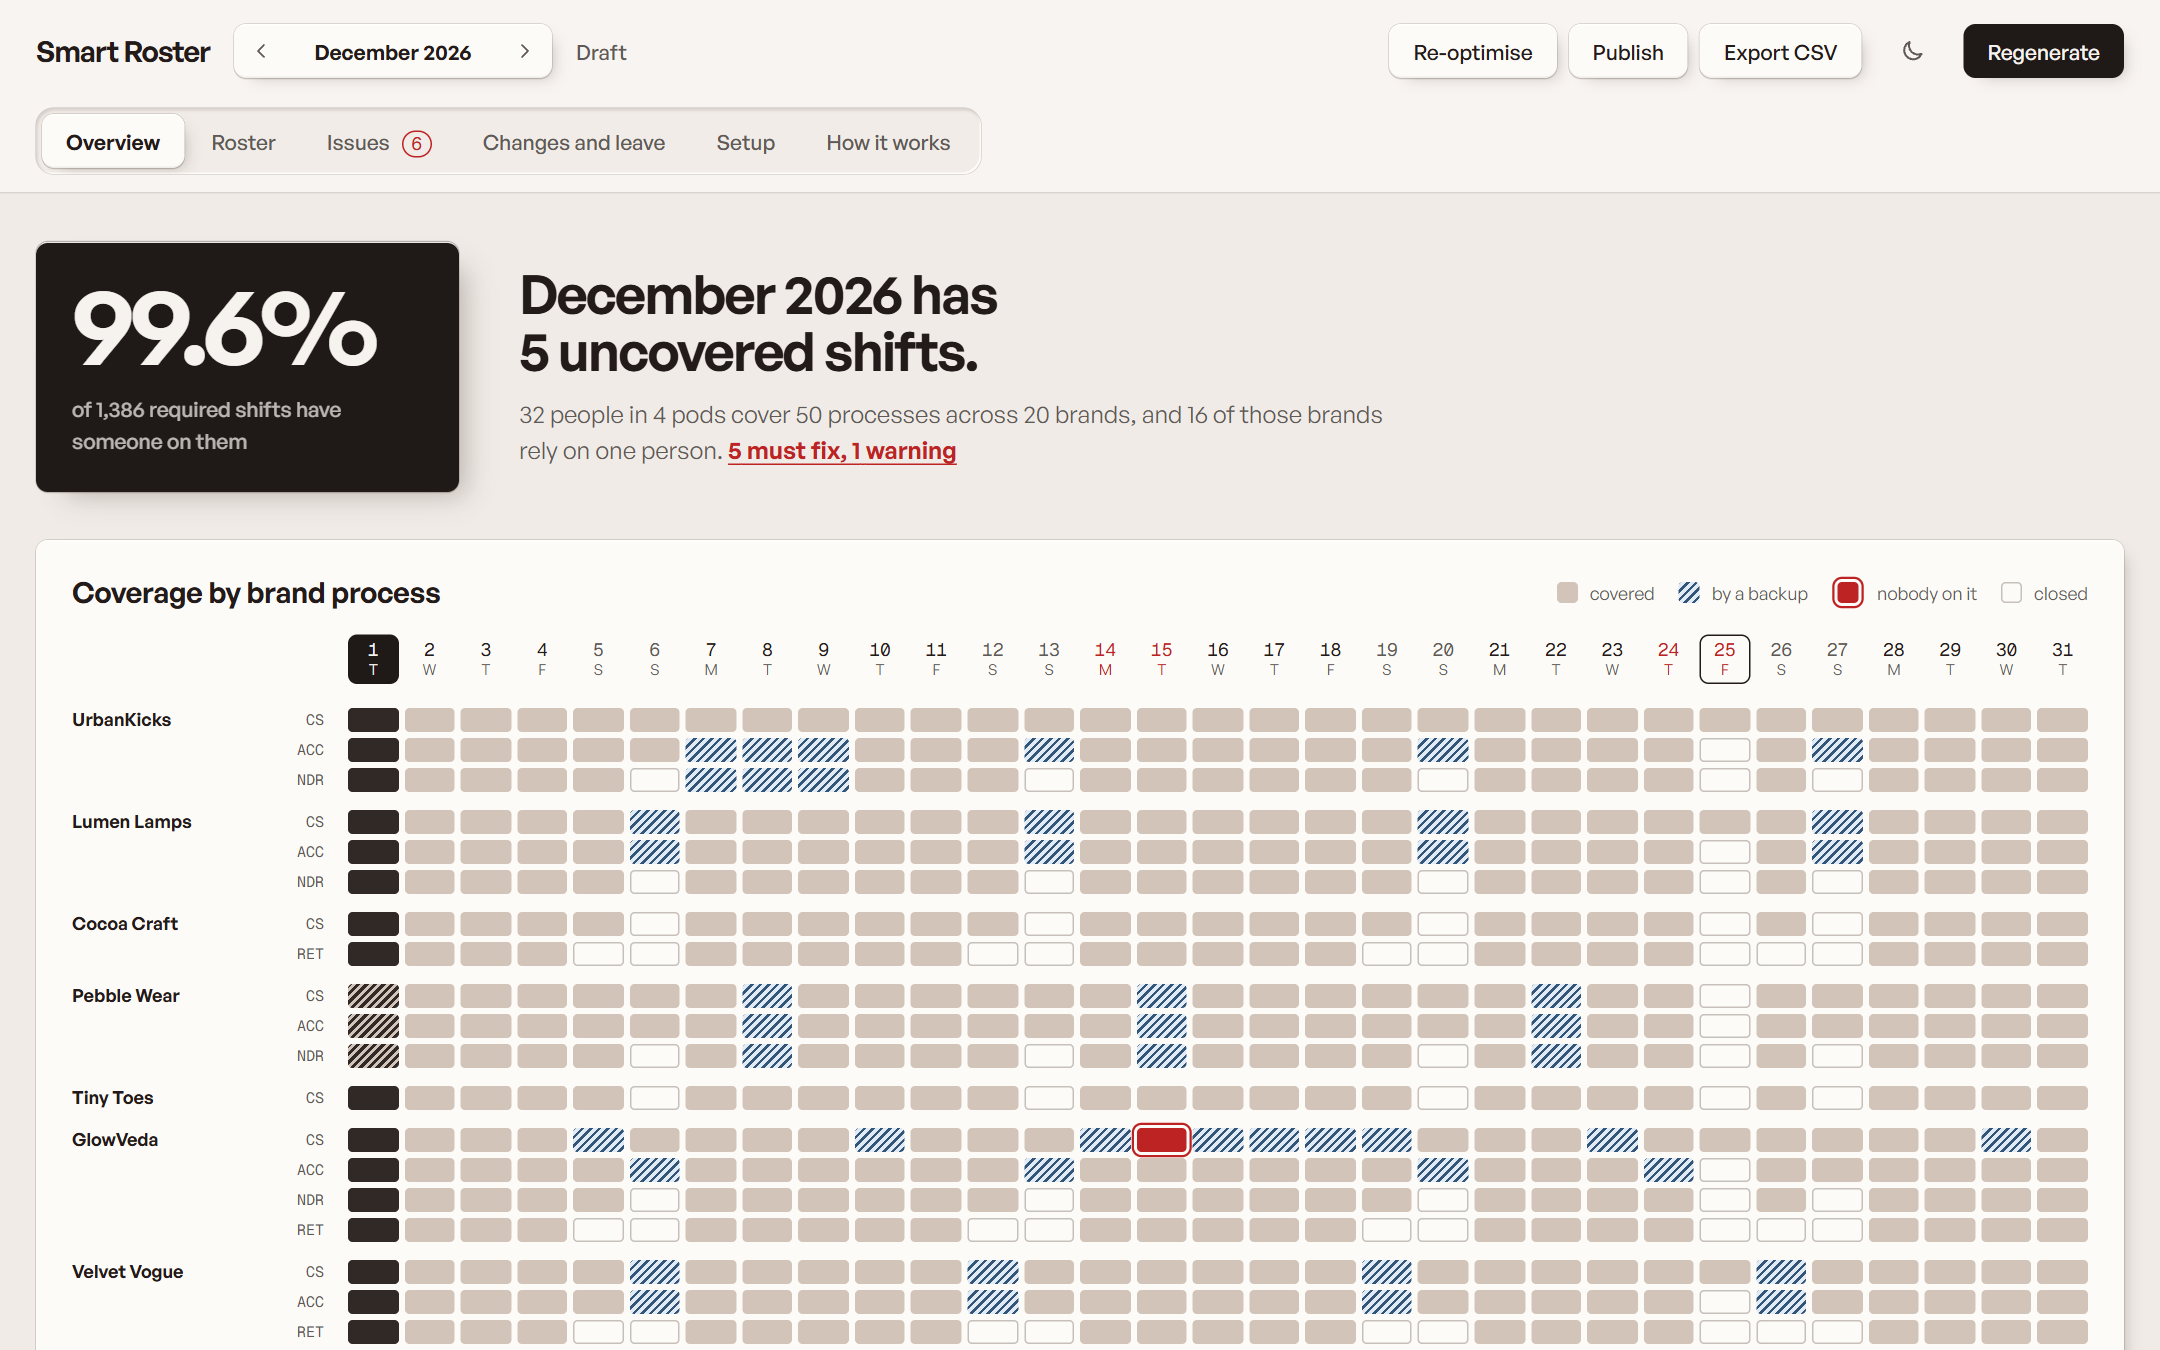 Smart Roster
December 2026
Draft
Re-optimise
Publish
Export CSV
Regenerate
Overview
Roster
Issues 6
Changes and leave
Setup
How it works
99.6%
of 1,386 required shifts have
someone on them
December 2026 has
5 uncovered shifts.
32 people in 4 pods cover 50 processes across 20 brands, and 16 of those brands
rely on one person. 5 must fix, 1 warning
Coverage by brand process
covered
by a backup
nobody on it
closed
1 2 3 4 5 6 7 8 9 10 11 12 13 14 15 16 17 18 19 20 21 22 23 24 25 26 27 28 29 30 31
T W T F S S M T W T F S S M T W T F S S M T W T F S S M T W T
UrbanKicks CS
ACC
NDR
Lumen Lamps CS
ACC
NDR
Cocoa Craft CS
RET
Pebble Wear CS
ACC
NDR
Tiny Toes CS
GlowVeda CS
ACC
NDR
RET
Velvet Vogue CS
ACC
RET